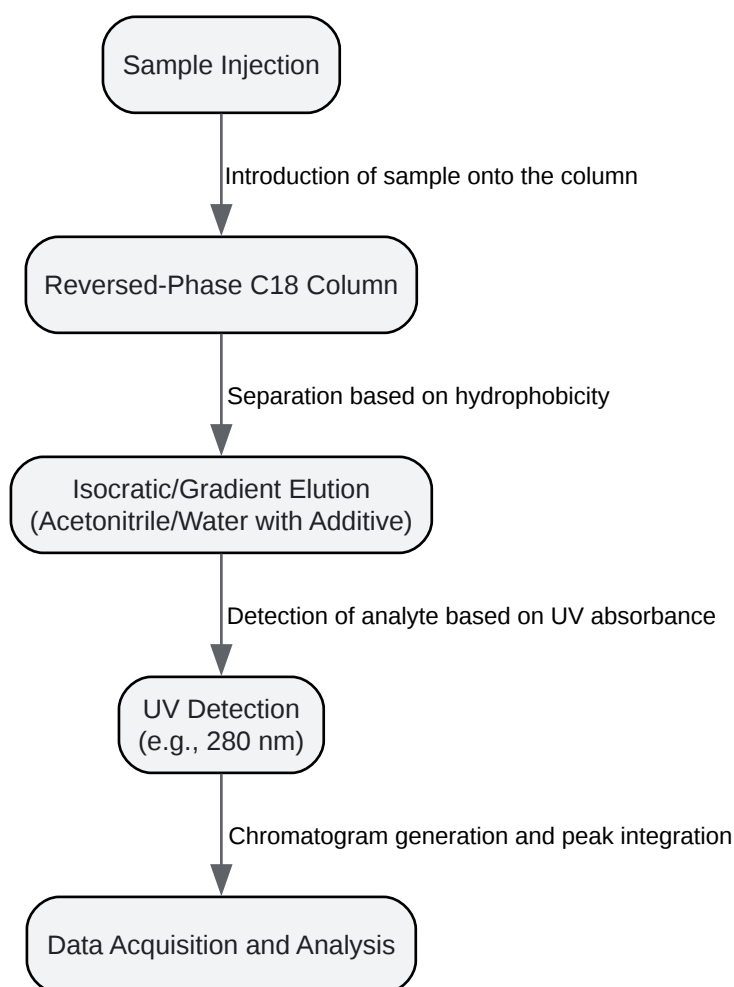 Sample Injection
Introduction of sample onto the column
Reversed-Phase C18 Column
Separation based on hydrophobicity
Isocratic/Gradient Elution
(Acetonitrile/Water with Additive)
Detection of analyte based on UV absorbance
UV Detection
(e.g., 280 nm)
Chromatogram generation and peak integration
Data Acquisition and Analysis